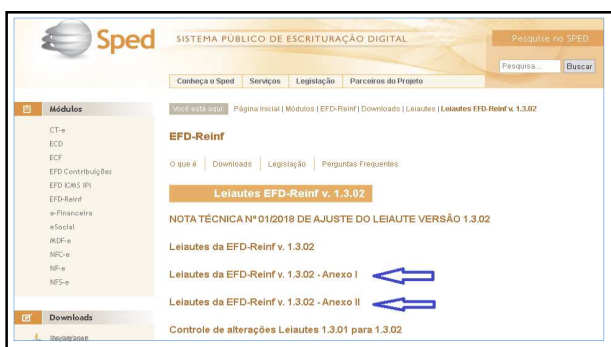 Sped
SISTEMA PÚBLICO DE ESCRITURAÇÃO DIGITAL
Pesquise no SPED
Pesquisa... Buscar
Conheça o Sped Serviços Legislação Parceiros do Projeto
Módulos
CT-e
ECD
ECF
EFD Contribuições
EFD ICMS IPI
EFD-Reinf
e-Financeira
eSocial
MDF-e
NFC-e
NF-e
NFS-e
Downloads
Você está aqui: Página Inicial | Módulos | EFD-Reinf | Downloads | Leiautes | Leiautes EFD-Reinf v. 1.3.02
EFD-Reinf
O que é Downloads Legislação Perguntas Frequentes
Leiautes EFD-Reinf v. 1.3.02
NOTA TÉCNICA Nº 01/2018 DE AJUSTE DO LEIAUTE VERSÃO 1.3.02
Leiautes da EFD-Reinf v. 1.3.02
Leiautes da EFD-Reinf v. 1.3.02 - Anexo I
Leiautes da EFD-Reinf v. 1.3.02 - Anexo II
Controle de alterações Leiautes 1.3.01 para 1.3.02